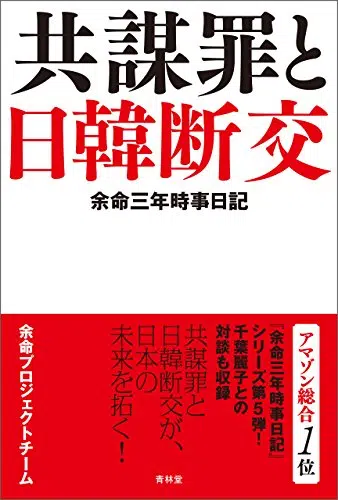 共謀罪と
日韓断交
余命三年時事日記
アマゾン総合1位
『余命三年時事日記』
シリーズ第5弾!
千葉麗子との
対談も収録
共謀罪と
日韓断交が、
日本の
未来を拓く!
余命プロジェクトチーム
青林堂